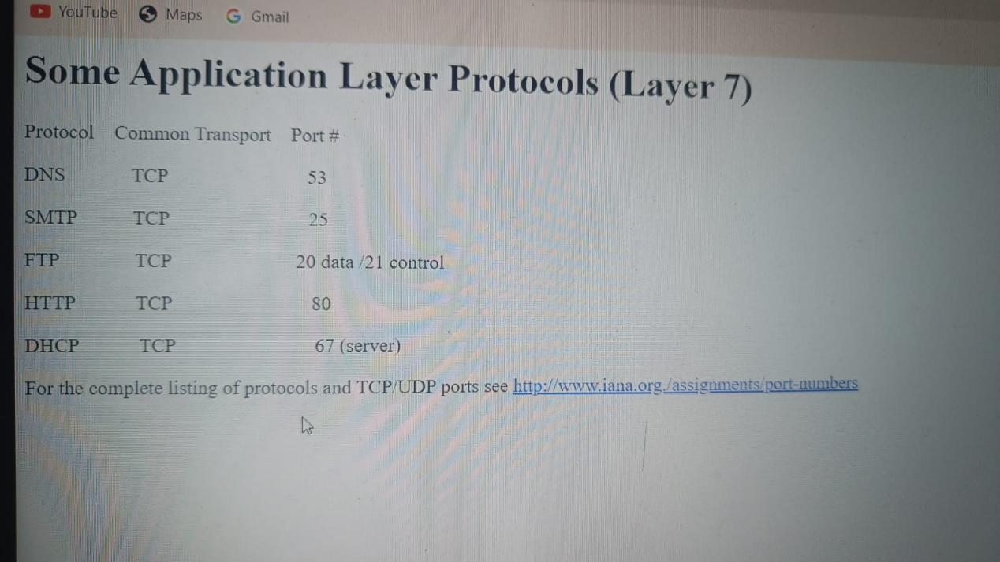 YouTube Maps Gmail
Some Application Layer Protocols (Layer 7)
Protocol Common Transport Port #
DNS TCP 53
SMTP TCP 25
FTP TCP 20 data /21 control
HTTP TCP 80
DHCP TCP 67 (server)
For the complete listing of protocols and TCP/UDP ports see http://www.iana.org./assignments/port-numbers